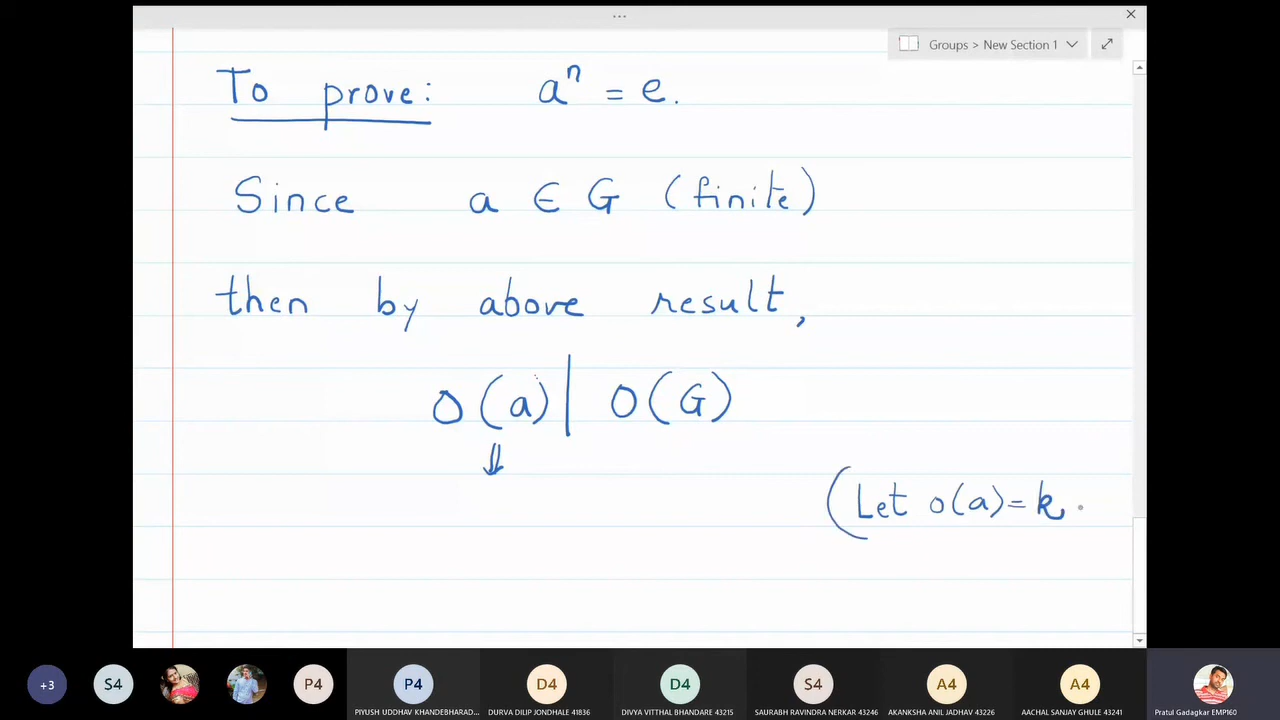 ...
Groups > New Section 1
To prove: aⁿ = e.
Since a ∈ G (finite)
then by above result,
O(a) | O(G)
⇓
(Let o(a) = k
+3
S4
P4
P4
D4
D4
S4
A4
A4
PIYUSH UDDHAV KHANDEBHARAD...
DURVA DILIP JONDHALE 41836
DIVYA VITTHAL BHANDARE 43215
SAURABH RAVINDRA NERKAR 43246
AKANKSHA ANIL JADHAV 43226
AACHAL SANJAY GHULE 43241
Pratul Gadagkar EMP160